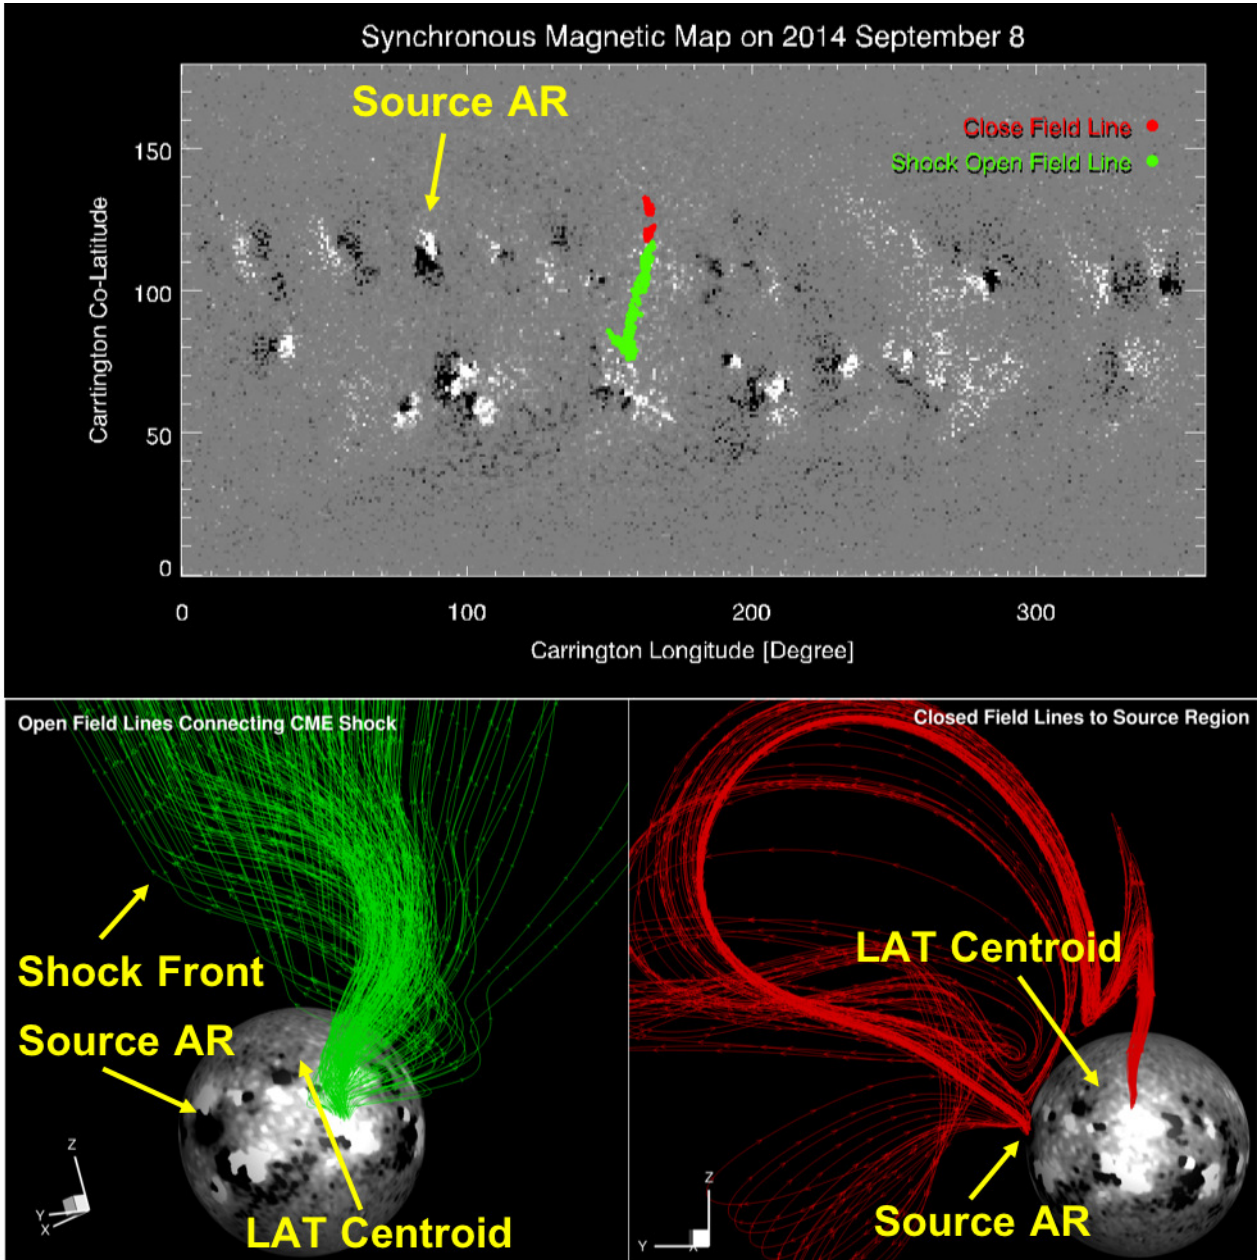 Synchronous Magnetic Map on 2014 September 8
Source AR
Close Field Line
Shock Open Field Line
150
100
50
0
Carrtington Co-Latitude
0 100 200 300
Carrington Longitude [Degree]
Open Field Lines Connecting CME Shock
Shock Front
Source AR
LAT Centroid
Z
Y
X
Closed Field Lines to Source Region
LAT Centroid
Source AR
Z
Y
X